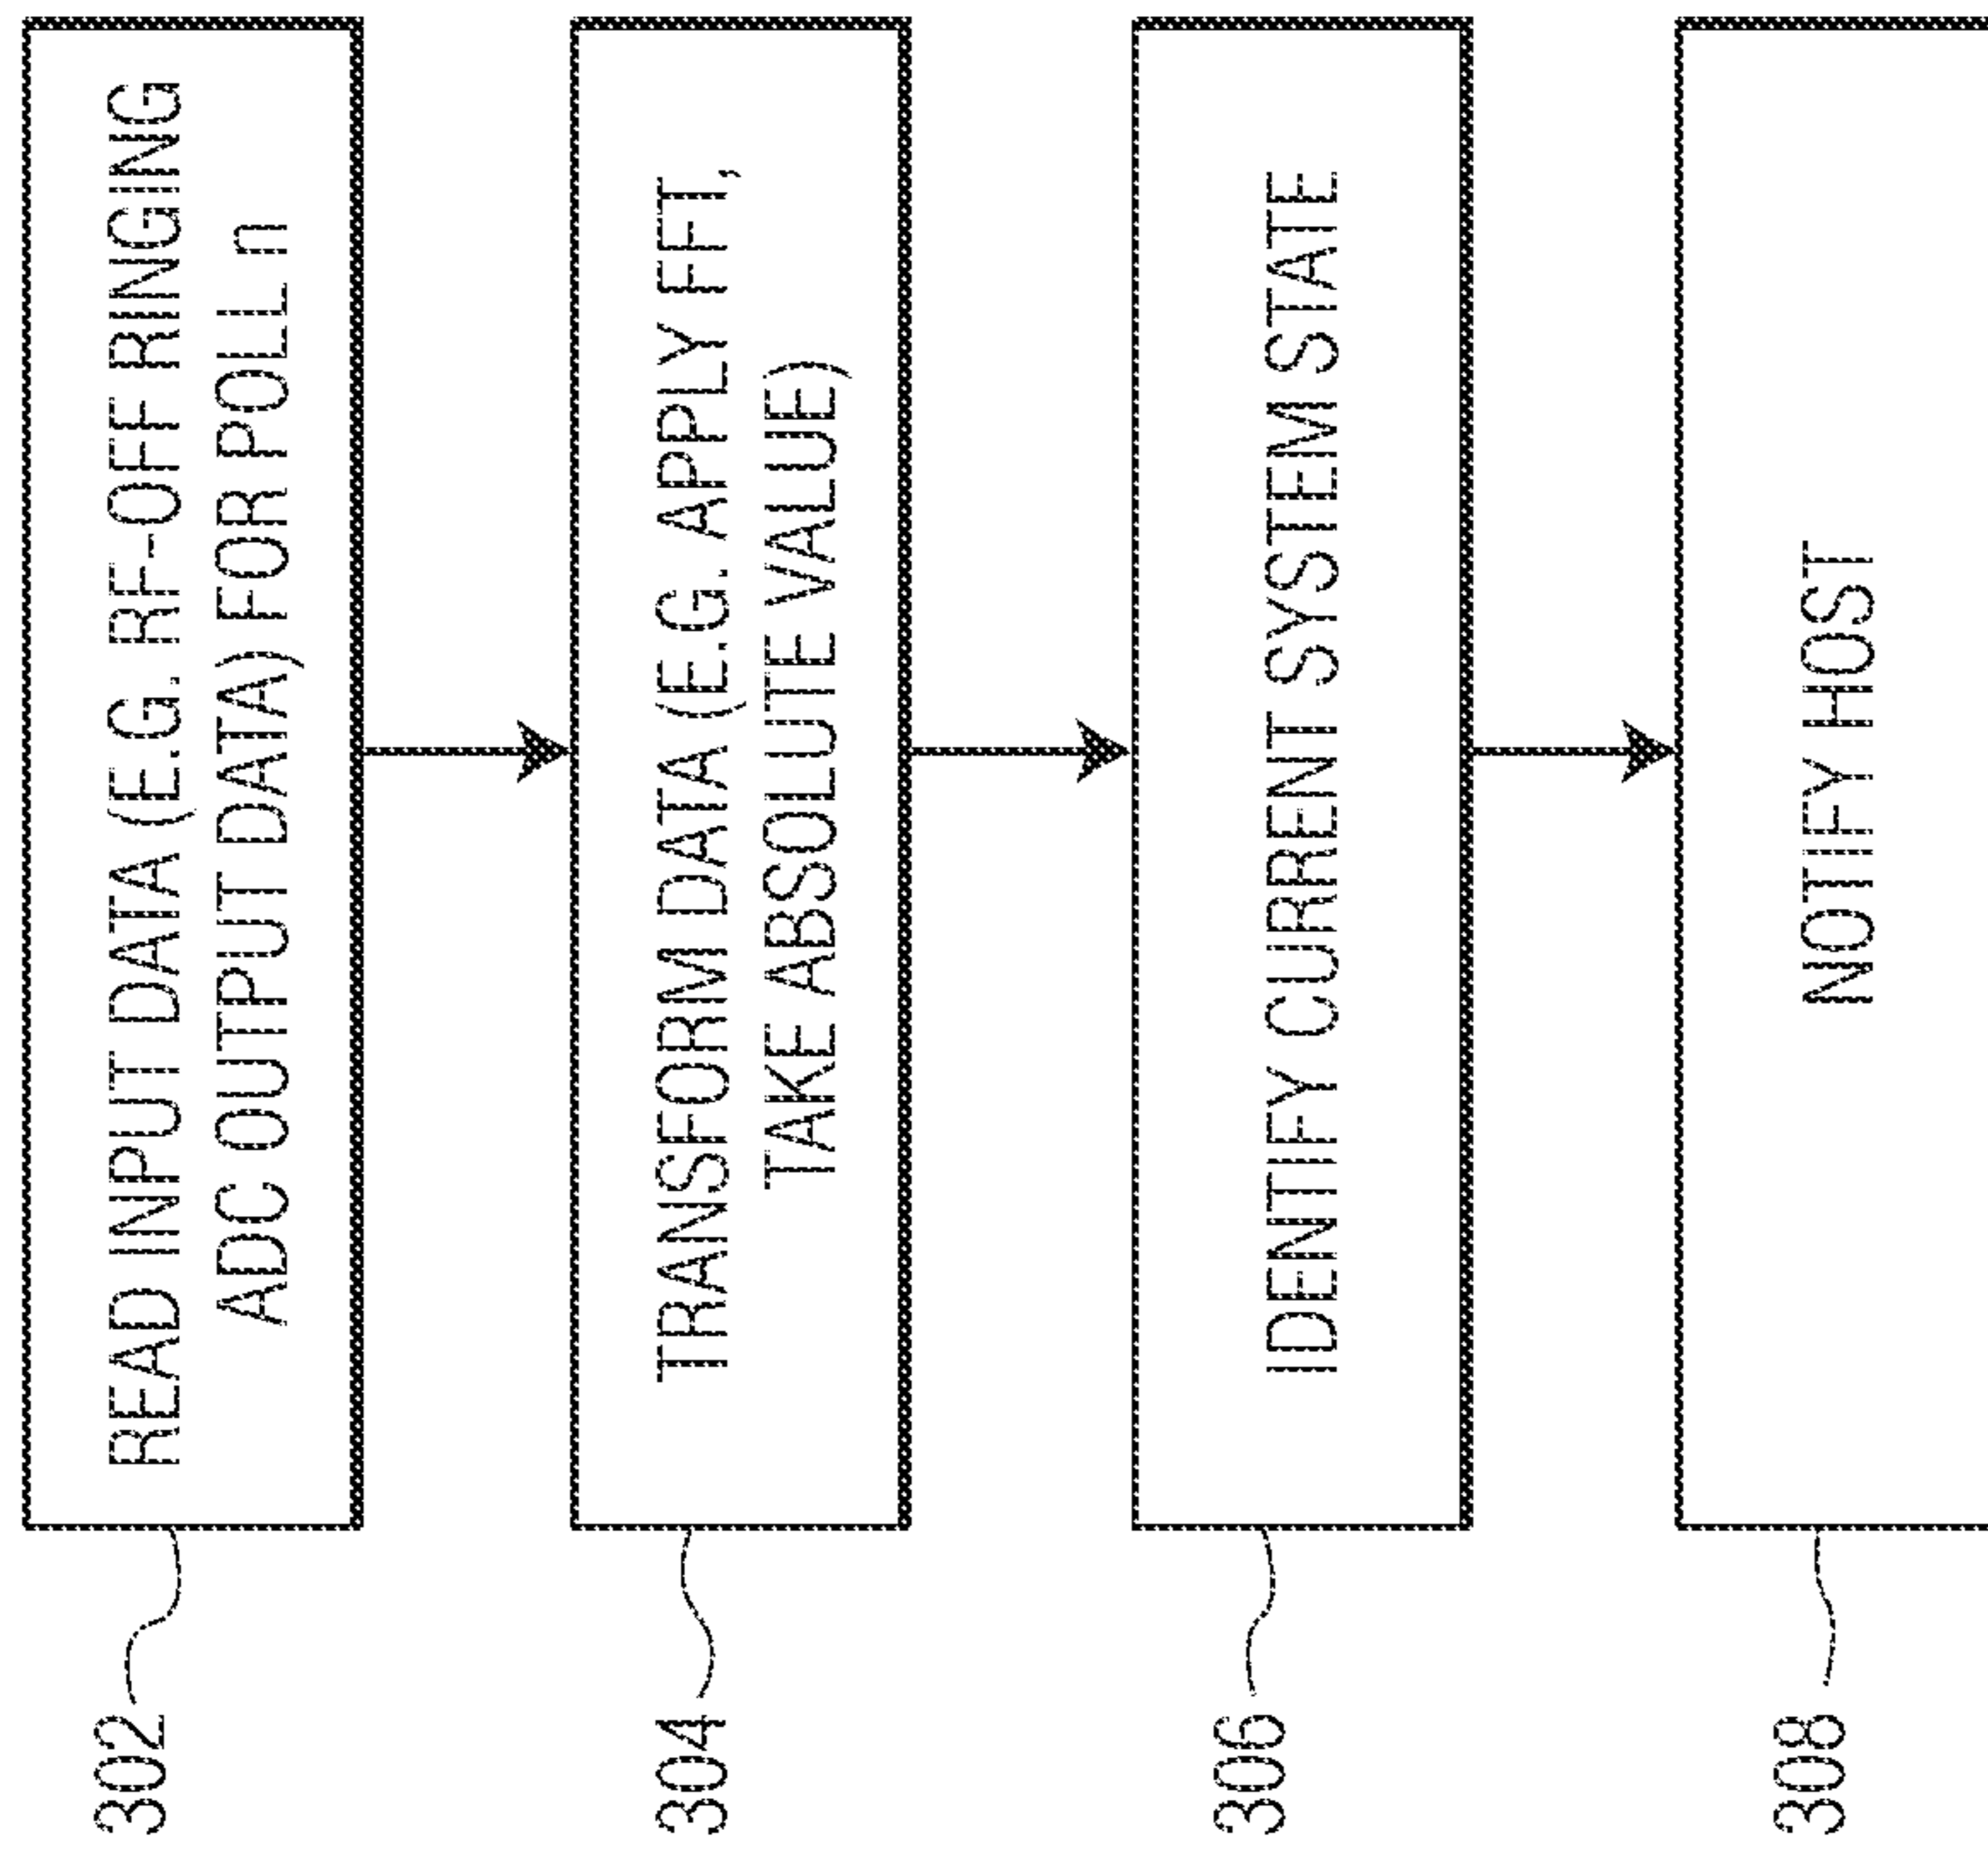 302
READ INPUT DATA (E.G. RF-OFF RINGING
ADC OUTPUT DATA) FOR POLL n
304
TRANSFORM DATA (E.G. APPLY FFT,
TAKE ABSOLUTE VALUE)
306
IDENTIFY CURRENT SYSTEM STATE
308
NOTIFY HOST